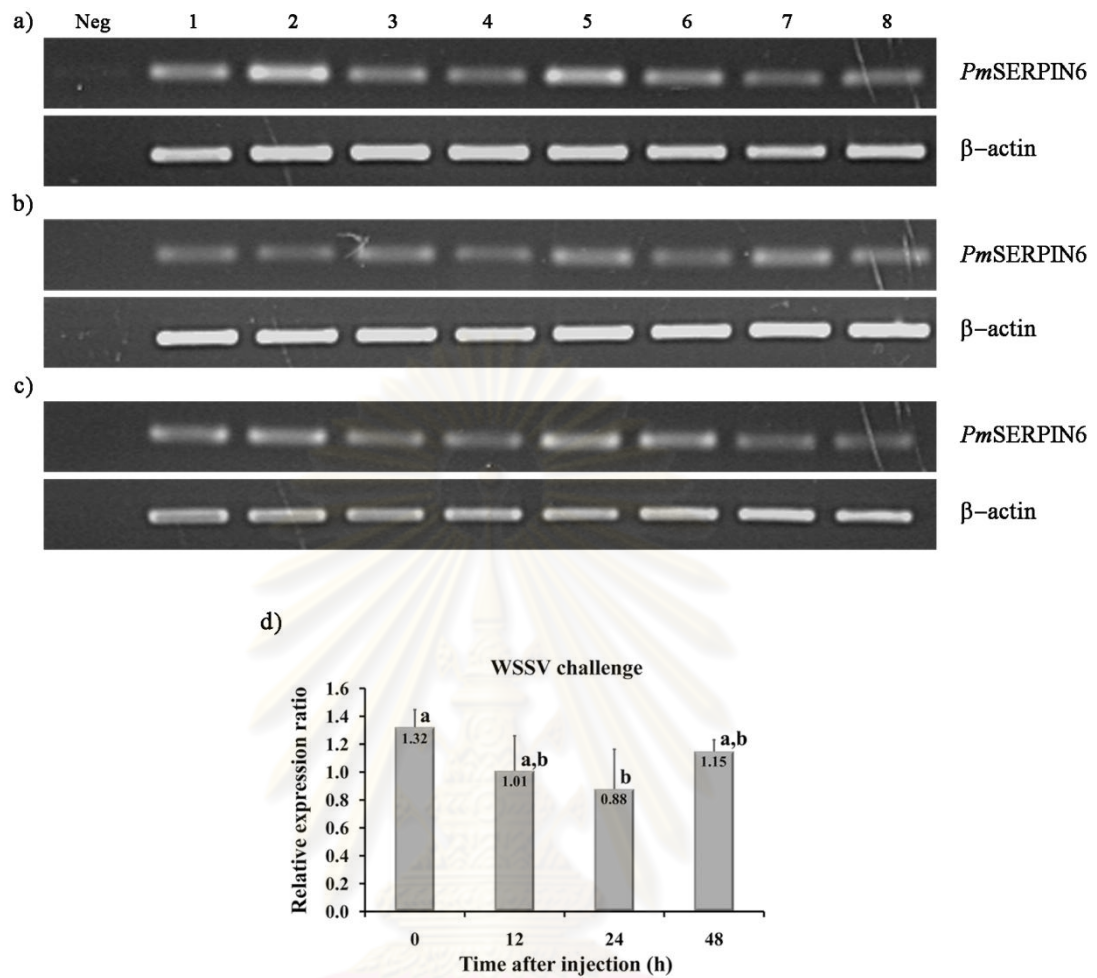 a)
Neg 1 2 3 4 5 6 7 8
PmSERPIN6
β–actin
b)
PmSERPIN6
β–actin
c)
PmSERPIN6
β–actin
d)
WSSV challenge
Relative expression ratio
1.6
1.4
1.2
1.0
0.8
0.6
0.4
0.2
0.0
1.32
a
1.01
a,b
0.88
b
1.15
a,b
0 12 24 48
Time after injection (h)